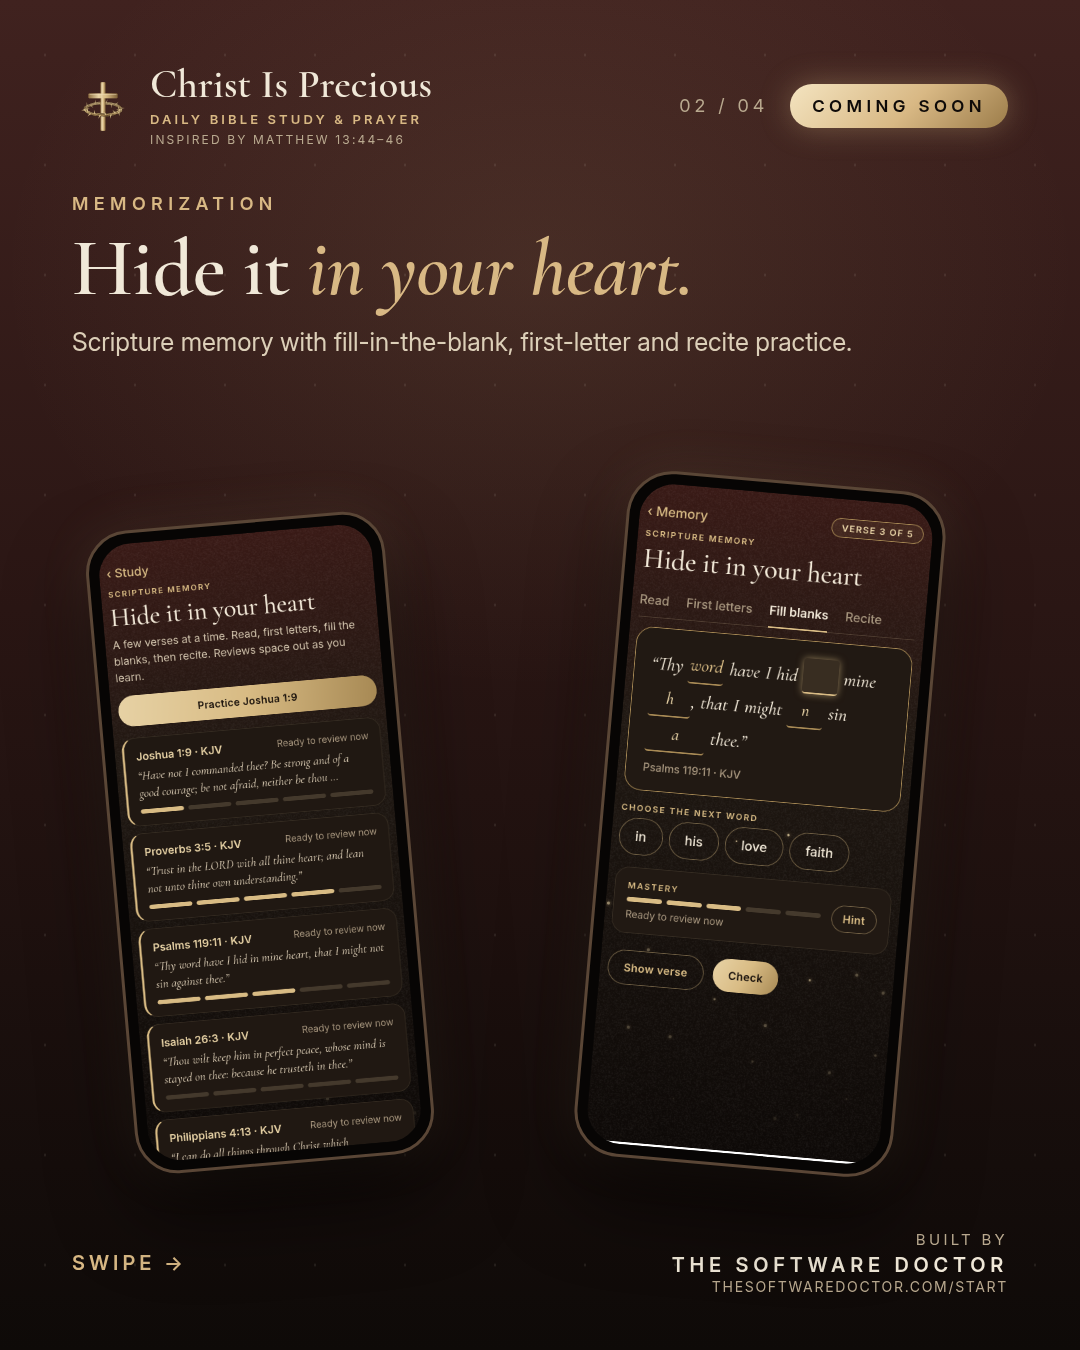 Christ Is Precious
DAILY BIBLE STUDY & PRAYER
INSPIRED BY MATTHEW 13:44–46
02 / 04
COMING SOON
MEMORIZATION
Hide it in your heart.
Scripture memory with fill-in-the-blank, first-letter and recite practice.
‹ Study
SCRIPTURE MEMORY
Hide it in your heart
A few verses at a time. Read, first letters, fill the
blanks, then recite. Reviews space out as you
learn.
Practice Joshua 1:9
Joshua 1:9 · KJV
Ready to review now
“Have not I commanded thee? Be strong and of a
good courage; be not afraid, neither be thou ...
Proverbs 3:5 · KJV
Ready to review now
“Trust in the LORD with all thine heart; and lean
not unto thine own understanding.”
Psalms 119:11 · KJV
Ready to review now
“Thy word have I hid in mine heart, that I might not
sin against thee.”
Isaiah 26:3 · KJV
Ready to review now
“Thou wilt keep him in perfect peace, whose mind is
stayed on thee: because he trusteth in thee.”
Philippians 4:13 · KJV
Ready to review now
“I can do all things through Christ which
‹ Memory
VERSE 3 OF 5
SCRIPTURE MEMORY
Hide it in your heart
Read First letters Fill blanks Recite
“Thy word have I hid mine
h , that I might n sin
a thee.”
Psalms 119:11 · KJV
CHOOSE THE NEXT WORD
in his love faith
MASTERY
Ready to review now
Hint
Show verse
Check
SWIPE →
BUILT BY
THE SOFTWARE DOCTOR
THESOFTWAREDOCTOR.COM/START